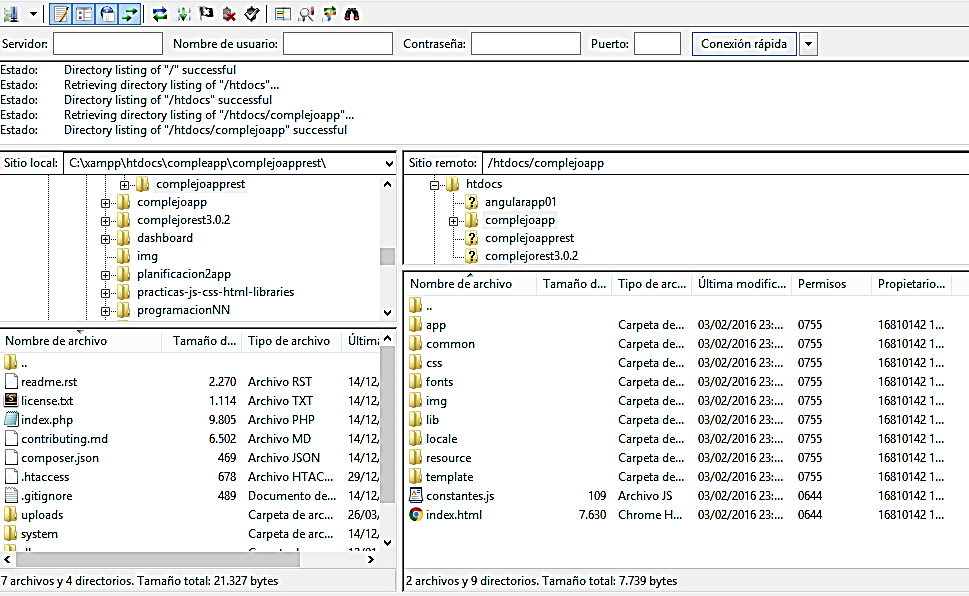 Servidor: Nombre de usuario: Contraseña: Puerto: Conexión rápida
Estado: Directory listing of "/" successful
Estado: Retrieving directory listing of "/htdocs"...
Estado: Directory listing of "/htdocs" successful
Estado: Retrieving directory listing of "/htdocs/complejoapp"...
Estado: Directory listing of "/htdocs/complejoapp" successful
Sitio local: C:\xampp\htdocs\compleapp\complejoapprest\
complejoapprest
complejoapp
complejorest3.0.2
dashboard
img
planificacion2app
practicas-js-css-html-libraries
programacionNN
Nombre de archivo Tamaño d... Tipo de archivo Última
..
readme.rst 2.270 Archivo RST 14/12/
license.txt 1.114 Archivo TXT 14/12/
index.php 9.805 Archivo PHP 14/12/
contributing.md 6.502 Archivo MD 14/12/
composer.json 469 Archivo JSON 14/12/
.htaccess 678 Archivo HTAC... 29/12/
.gitignore 489 Documento de... 14/12/
uploads Carpeta de arc... 26/03/
system Carpeta de arc... 14/12/
7 archivos y 4 directorios. Tamaño total: 21.327 bytes
Sitio remoto: /htdocs/complejoapp
htdocs
angularapp01
complejoapp
complejoapprest
complejorest3.0.2
Nombre de archivo Tamaño d... Tipo de arc... Última modific... Permisos Propietario...
..
app Carpeta de... 03/02/2016 23:... 0755 16810142 1...
common Carpeta de... 03/02/2016 23:... 0755 16810142 1...
css Carpeta de... 03/02/2016 23:... 0755 16810142 1...
fonts Carpeta de... 03/02/2016 23:... 0755 16810142 1...
img Carpeta de... 03/02/2016 23:... 0755 16810142 1...
lib Carpeta de... 03/02/2016 23:... 0755 16810142 1...
locale Carpeta de... 03/02/2016 23:... 0755 16810142 1...
resource Carpeta de... 03/02/2016 23:... 0755 16810142 1...
template Carpeta de... 03/02/2016 23:... 0755 16810142 1...
constantes.js 109 Archivo JS 03/02/2016 23:... 0644 16810142 1...
index.html 7.630 Chrome H... 03/02/2016 23:... 0644 16810142 1...
2 archivos y 9 directorios. Tamaño total: 7.739 bytes